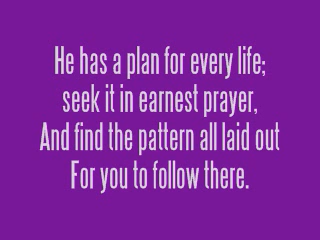 He has a plan for every life;
seek it in earnest prayer,
And find the pattern all laid out
For you to follow there.